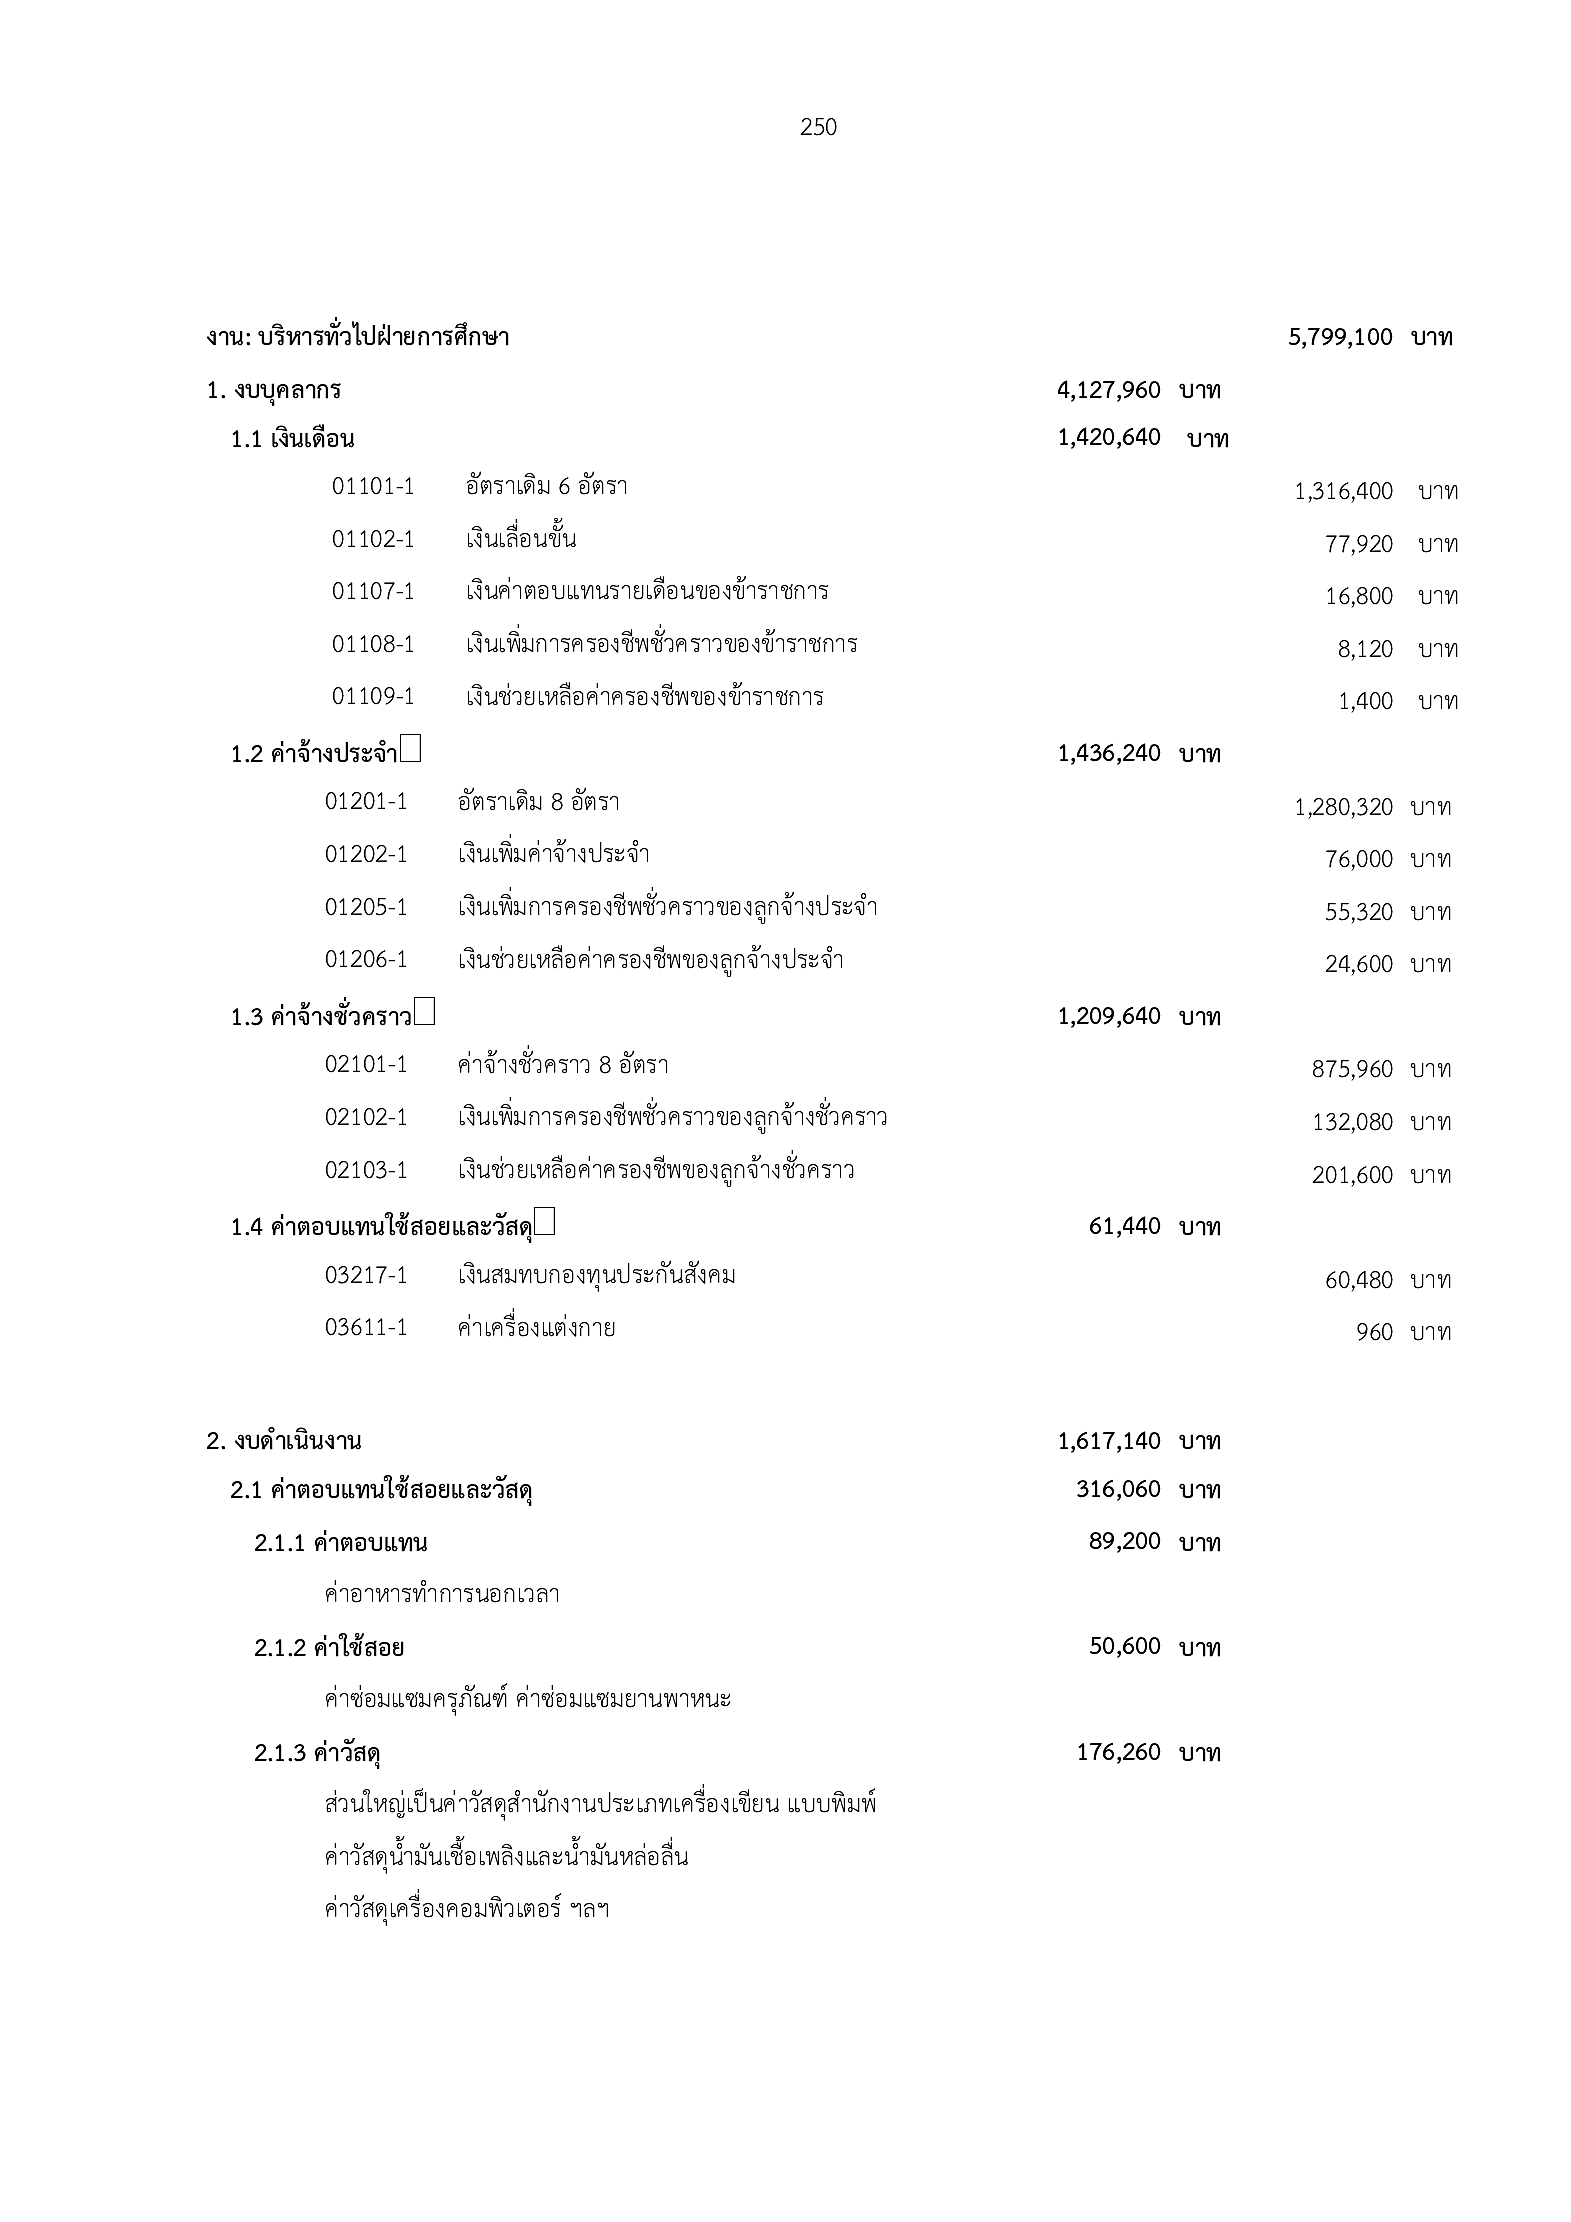 250
งาน: บริหารทั่วไปฝ่ายการศึกษา 5,799,100 บาท
1. งบบุคลากร 4,127,960 บาท
1.1 เงินเดือน 1,420,640 บาท
01101-1 อัตราเดิม 6 อัตรา 1,316,400 บาท
01102-1 เงินเลื่อนขั้น 77,920 บาท
01107-1 เงินค่าตอบแทนรายเดือนของข้าราชการ 16,800 บาท
01108-1 เงินเพิ่มการครองชีพชั่วคราวของข้าราชการ 8,120 บาท
01109-1 เงินช่วยเหลือค่าครองชีพของข้าราชการ 1,400 บาท
1.2 ค่าจ้างประจำ 1,436,240 บาท
01201-1 อัตราเดิม 8 อัตรา 1,280,320 บาท
01202-1 เงินเพิ่มค่าจ้างประจำ 76,000 บาท
01205-1 เงินเพิ่มการครองชีพชั่วคราวของลูกจ้างประจำ 55,320 บาท
01206-1 เงินช่วยเหลือค่าครองชีพของลูกจ้างประจำ 24,600 บาท
1.3 ค่าจ้างชั่วคราว 1,209,640 บาท
02101-1 ค่าจ้างชั่วคราว 8 อัตรา 875,960 บาท
02102-1 เงินเพิ่มการครองชีพชั่วคราวของลูกจ้างชั่วคราว 132,080 บาท
02103-1 เงินช่วยเหลือค่าครองชีพของลูกจ้างชั่วคราว 201,600 บาท
1.4 ค่าตอบแทนใช้สอยและวัสดุ 61,440 บาท
03217-1 เงินสมทบกองทุนประกันสังคม 60,480 บาท
03611-1 ค่าเครื่องแต่งกาย 960 บาท
2. งบดำเนินงาน 1,617,140 บาท
2.1 ค่าตอบแทนใช้สอยและวัสดุ 316,060 บาท
2.1.1 ค่าตอบแทน 89,200 บาท
ค่าอาหารทำการนอกเวลา
2.1.2 ค่าใช้สอย 50,600 บาท
ค่าซ่อมแซมครุภัณฑ์ ค่าซ่อมแซมยานพาหนะ
2.1.3 ค่าวัสดุ 176,260 บาท
ส่วนใหญ่เป็นค่าวัสดุสำนักงานประเภทเครื่องเขียน แบบพิมพ์
ค่าวัสดุน้ำมันเชื้อเพลิงและน้ำมันหล่อลื่น
ค่าวัสดุเครื่องคอมพิวเตอร์ ฯลฯ